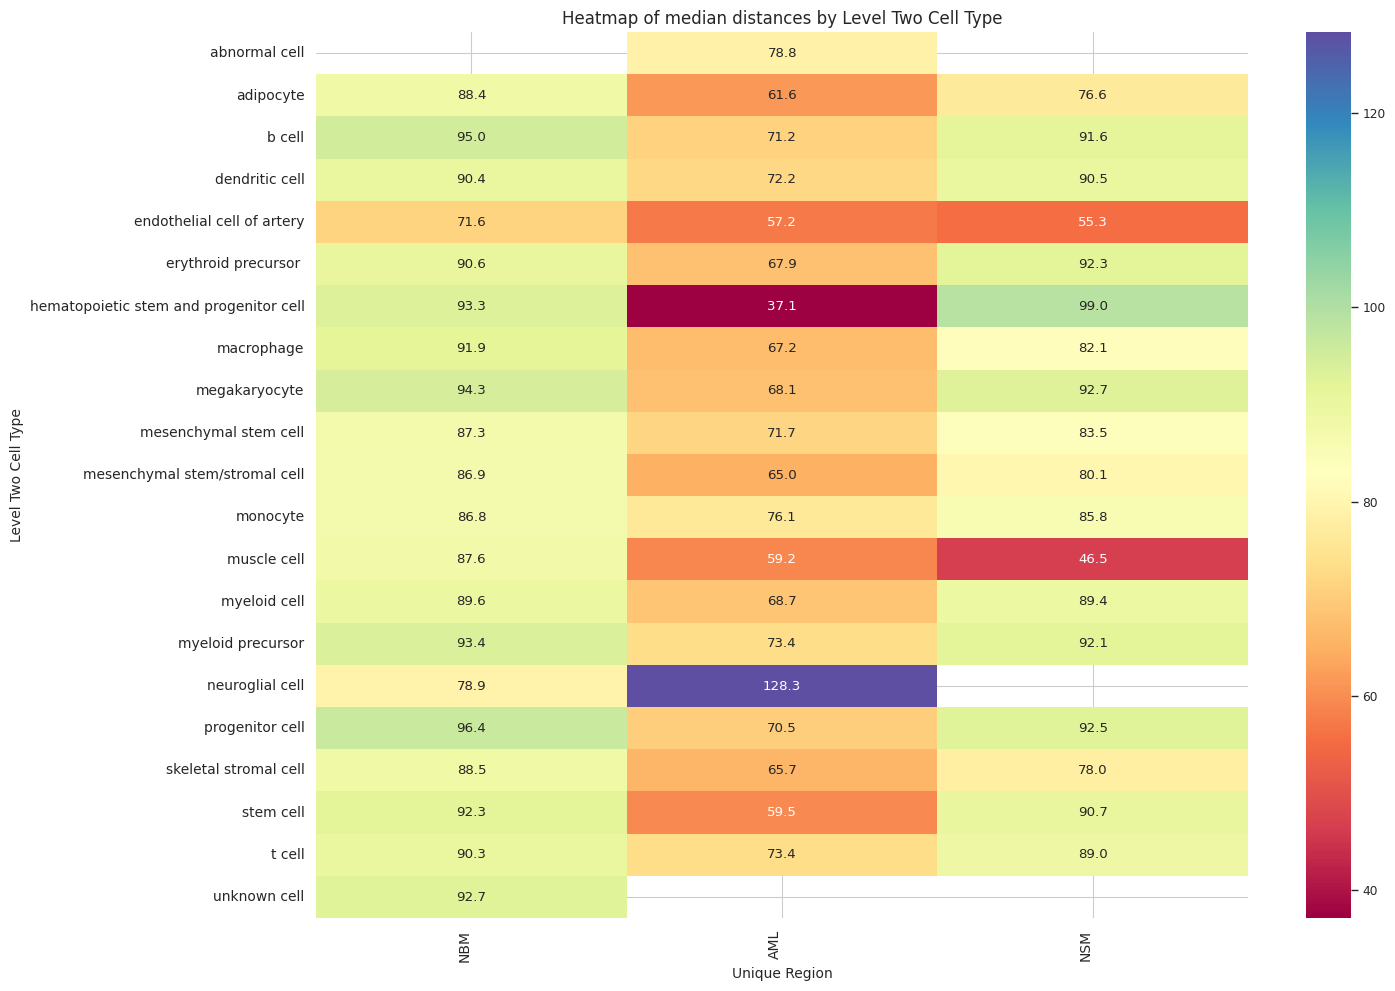 Heatmap of median distances by Level Two Cell Type
abnormal cell 78.8
adipocyte 88.4 61.6 76.6
b cell 95.0 71.2 91.6
dendritic cell 90.4 72.2 90.5
endothelial cell of artery 71.6 57.2 55.3
erythroid precursor 90.6 67.9 92.3
hematopoietic stem and progenitor cell 93.3 37.1 99.0
macrophage 91.9 67.2 82.1
megakaryocyte 94.3 68.1 92.7
mesenchymal stem cell 87.3 71.7 83.5
mesenchymal stem/stromal cell 86.9 65.0 80.1
monocyte 86.8 76.1 85.8
muscle cell 87.6 59.2 46.5
myeloid cell 89.6 68.7 89.4
myeloid precursor 93.4 73.4 92.1
neuroglial cell 78.9 128.3
progenitor cell 96.4 70.5 92.5
skeletal stromal cell 88.5 65.7 78.0
stem cell 92.3 59.5 90.7
t cell 90.3 73.4 89.0
unknown cell 92.7
NBM AML NSM
Unique Region
Level Two Cell Type
120
100
80
60
40